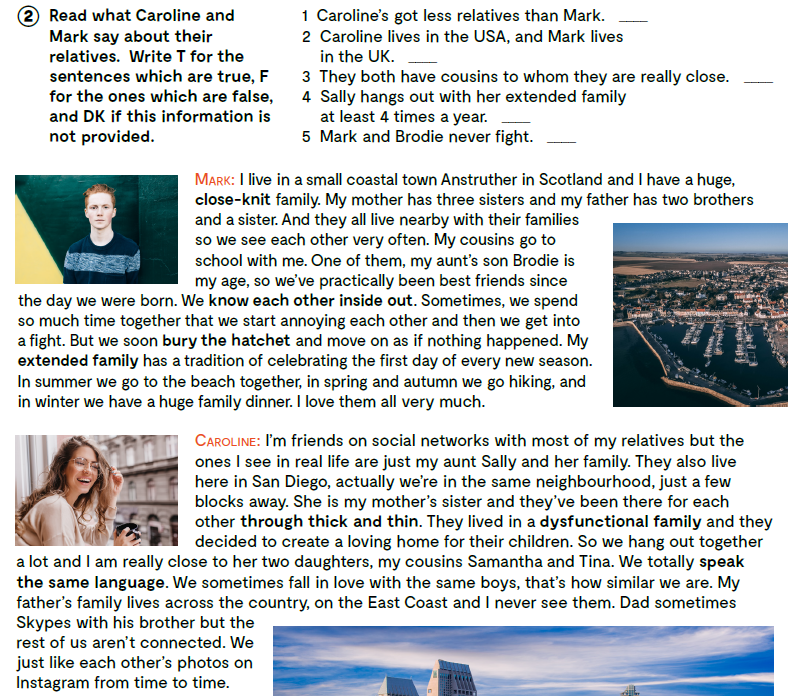 2 Read what Caroline and
Mark say about their
relatives. Write T for the
sentences which are true, F
for the ones which are false,
and DK if this information is
not provided.
1 Caroline's got less relatives than Mark. ____
2 Caroline lives in the USA, and Mark lives
in the UK. ____
3 They both have cousins to whom they are really close. ____
4 Sally hangs out with her extended family
at least 4 times a year. ____
5 Mark and Brodie never fight. ____
MARK: I live in a small coastal town Anstruther in Scotland and I have a huge,
close-knit family. My mother has three sisters and my father has two brothers
and a sister. And they all live nearby with their families
so we see each other very often. My cousins go to
school with me. One of them, my aunt's son Brodie is
my age, so we've practically been best friends since
the day we were born. We know each other inside out. Sometimes, we spend
so much time together that we start annoying each other and then we get into
a fight. But we soon bury the hatchet and move on as if nothing happened. My
extended family has a tradition of celebrating the first day of every new season.
In summer we go to the beach together, in spring and autumn we go hiking, and
in winter we have a huge family dinner. I love them all very much.
CAROLINE: I'm friends on social networks with most of my relatives but the
ones I see in real life are just my aunt Sally and her family. They also live
here in San Diego, actually we're in the same neighbourhood, just a few
blocks away. She is my mother's sister and they've been there for each
other through thick and thin. They lived in a dysfunctional family and they
decided to create a loving home for their children. So we hang out together
a lot and I am really close to her two daughters, my cousins Samantha and Tina. We totally speak
the same language. We sometimes fall in love with the same boys, that's how similar we are. My
father's family lives across the country, on the East Coast and I never see them. Dad sometimes
Skypes with his brother but the
rest of us aren't connected. We
just like each other's photos on
Instagram from time to time.